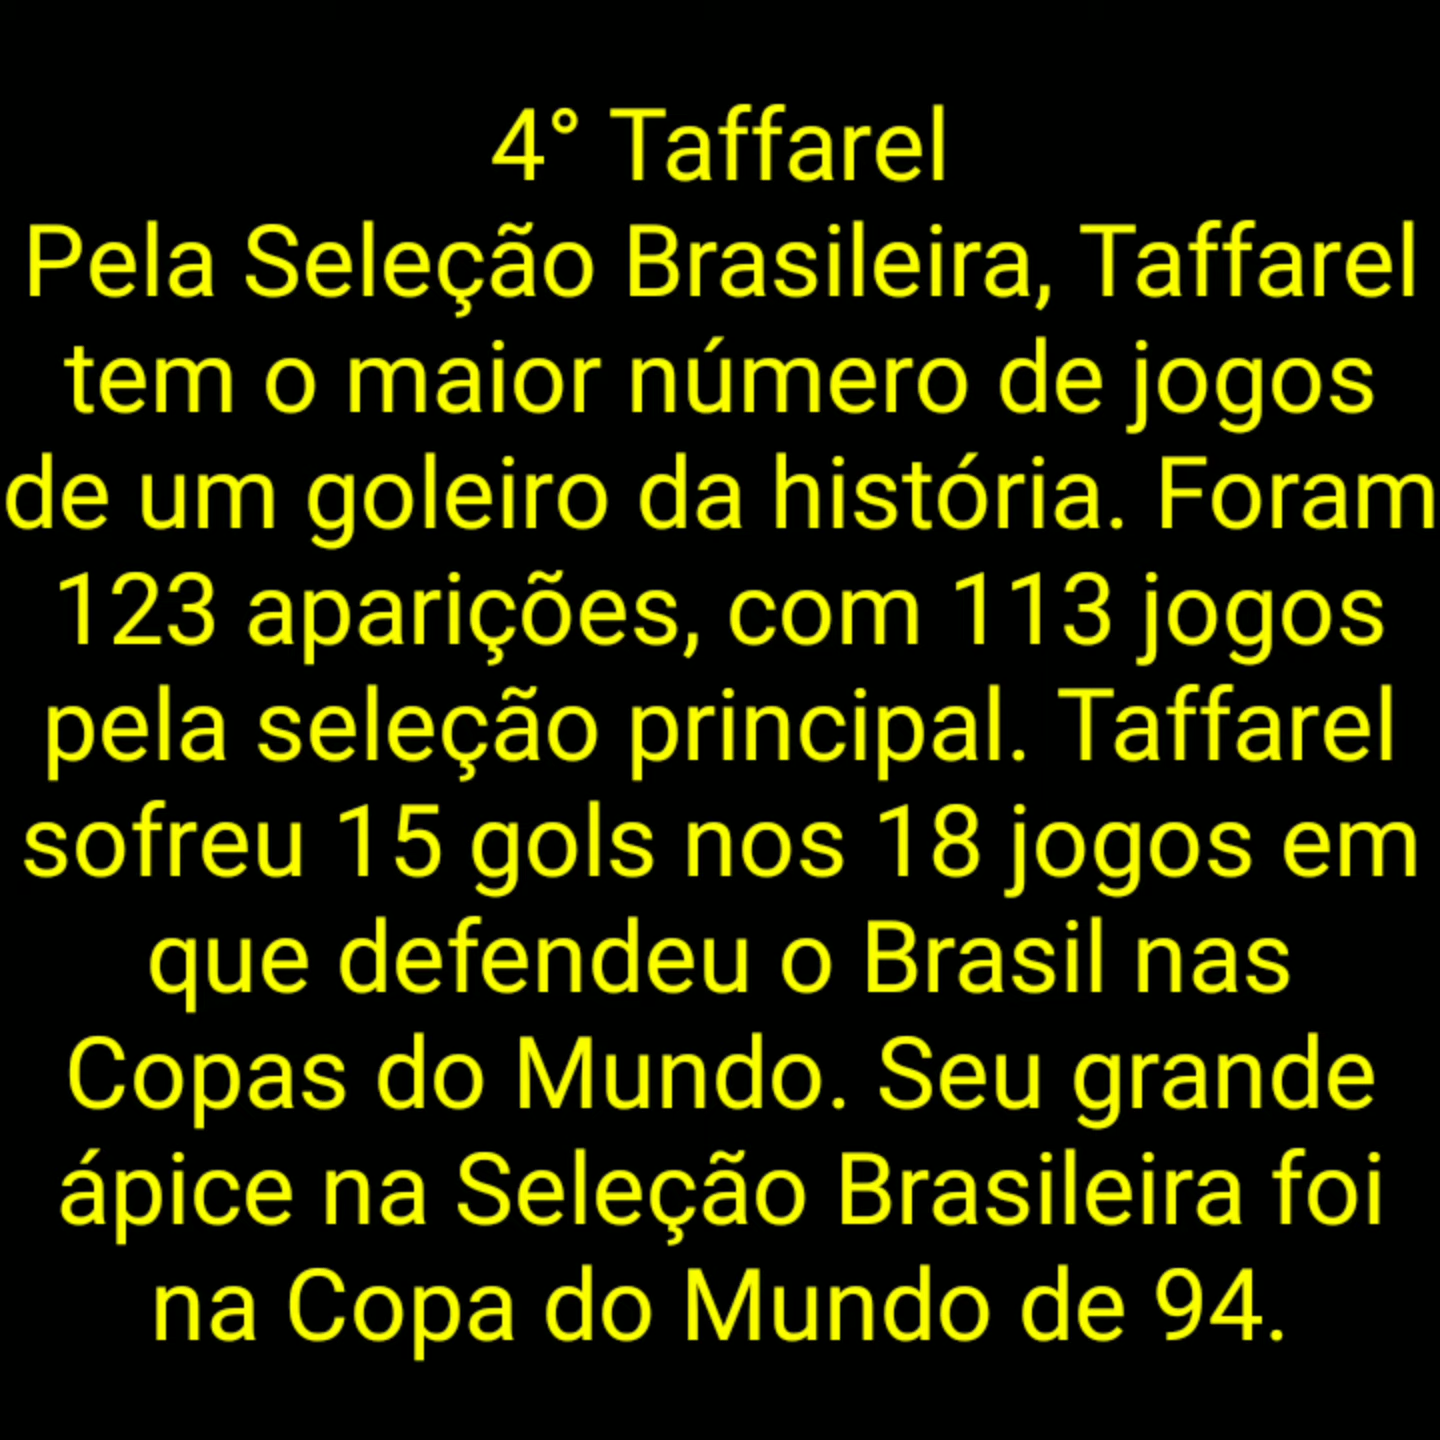 4° Taffarel
Pela Seleção Brasileira, Taffarel
tem o maior número de jogos
de um goleiro da história. Foram
123 aparições, com 113 jogos
pela seleção principal. Taffarel
sofreu 15 gols nos 18 jogos em
que defendeu o Brasil nas
Copas do Mundo. Seu grande
ápice na Seleção Brasileira foi
na Copa do Mundo de 94.